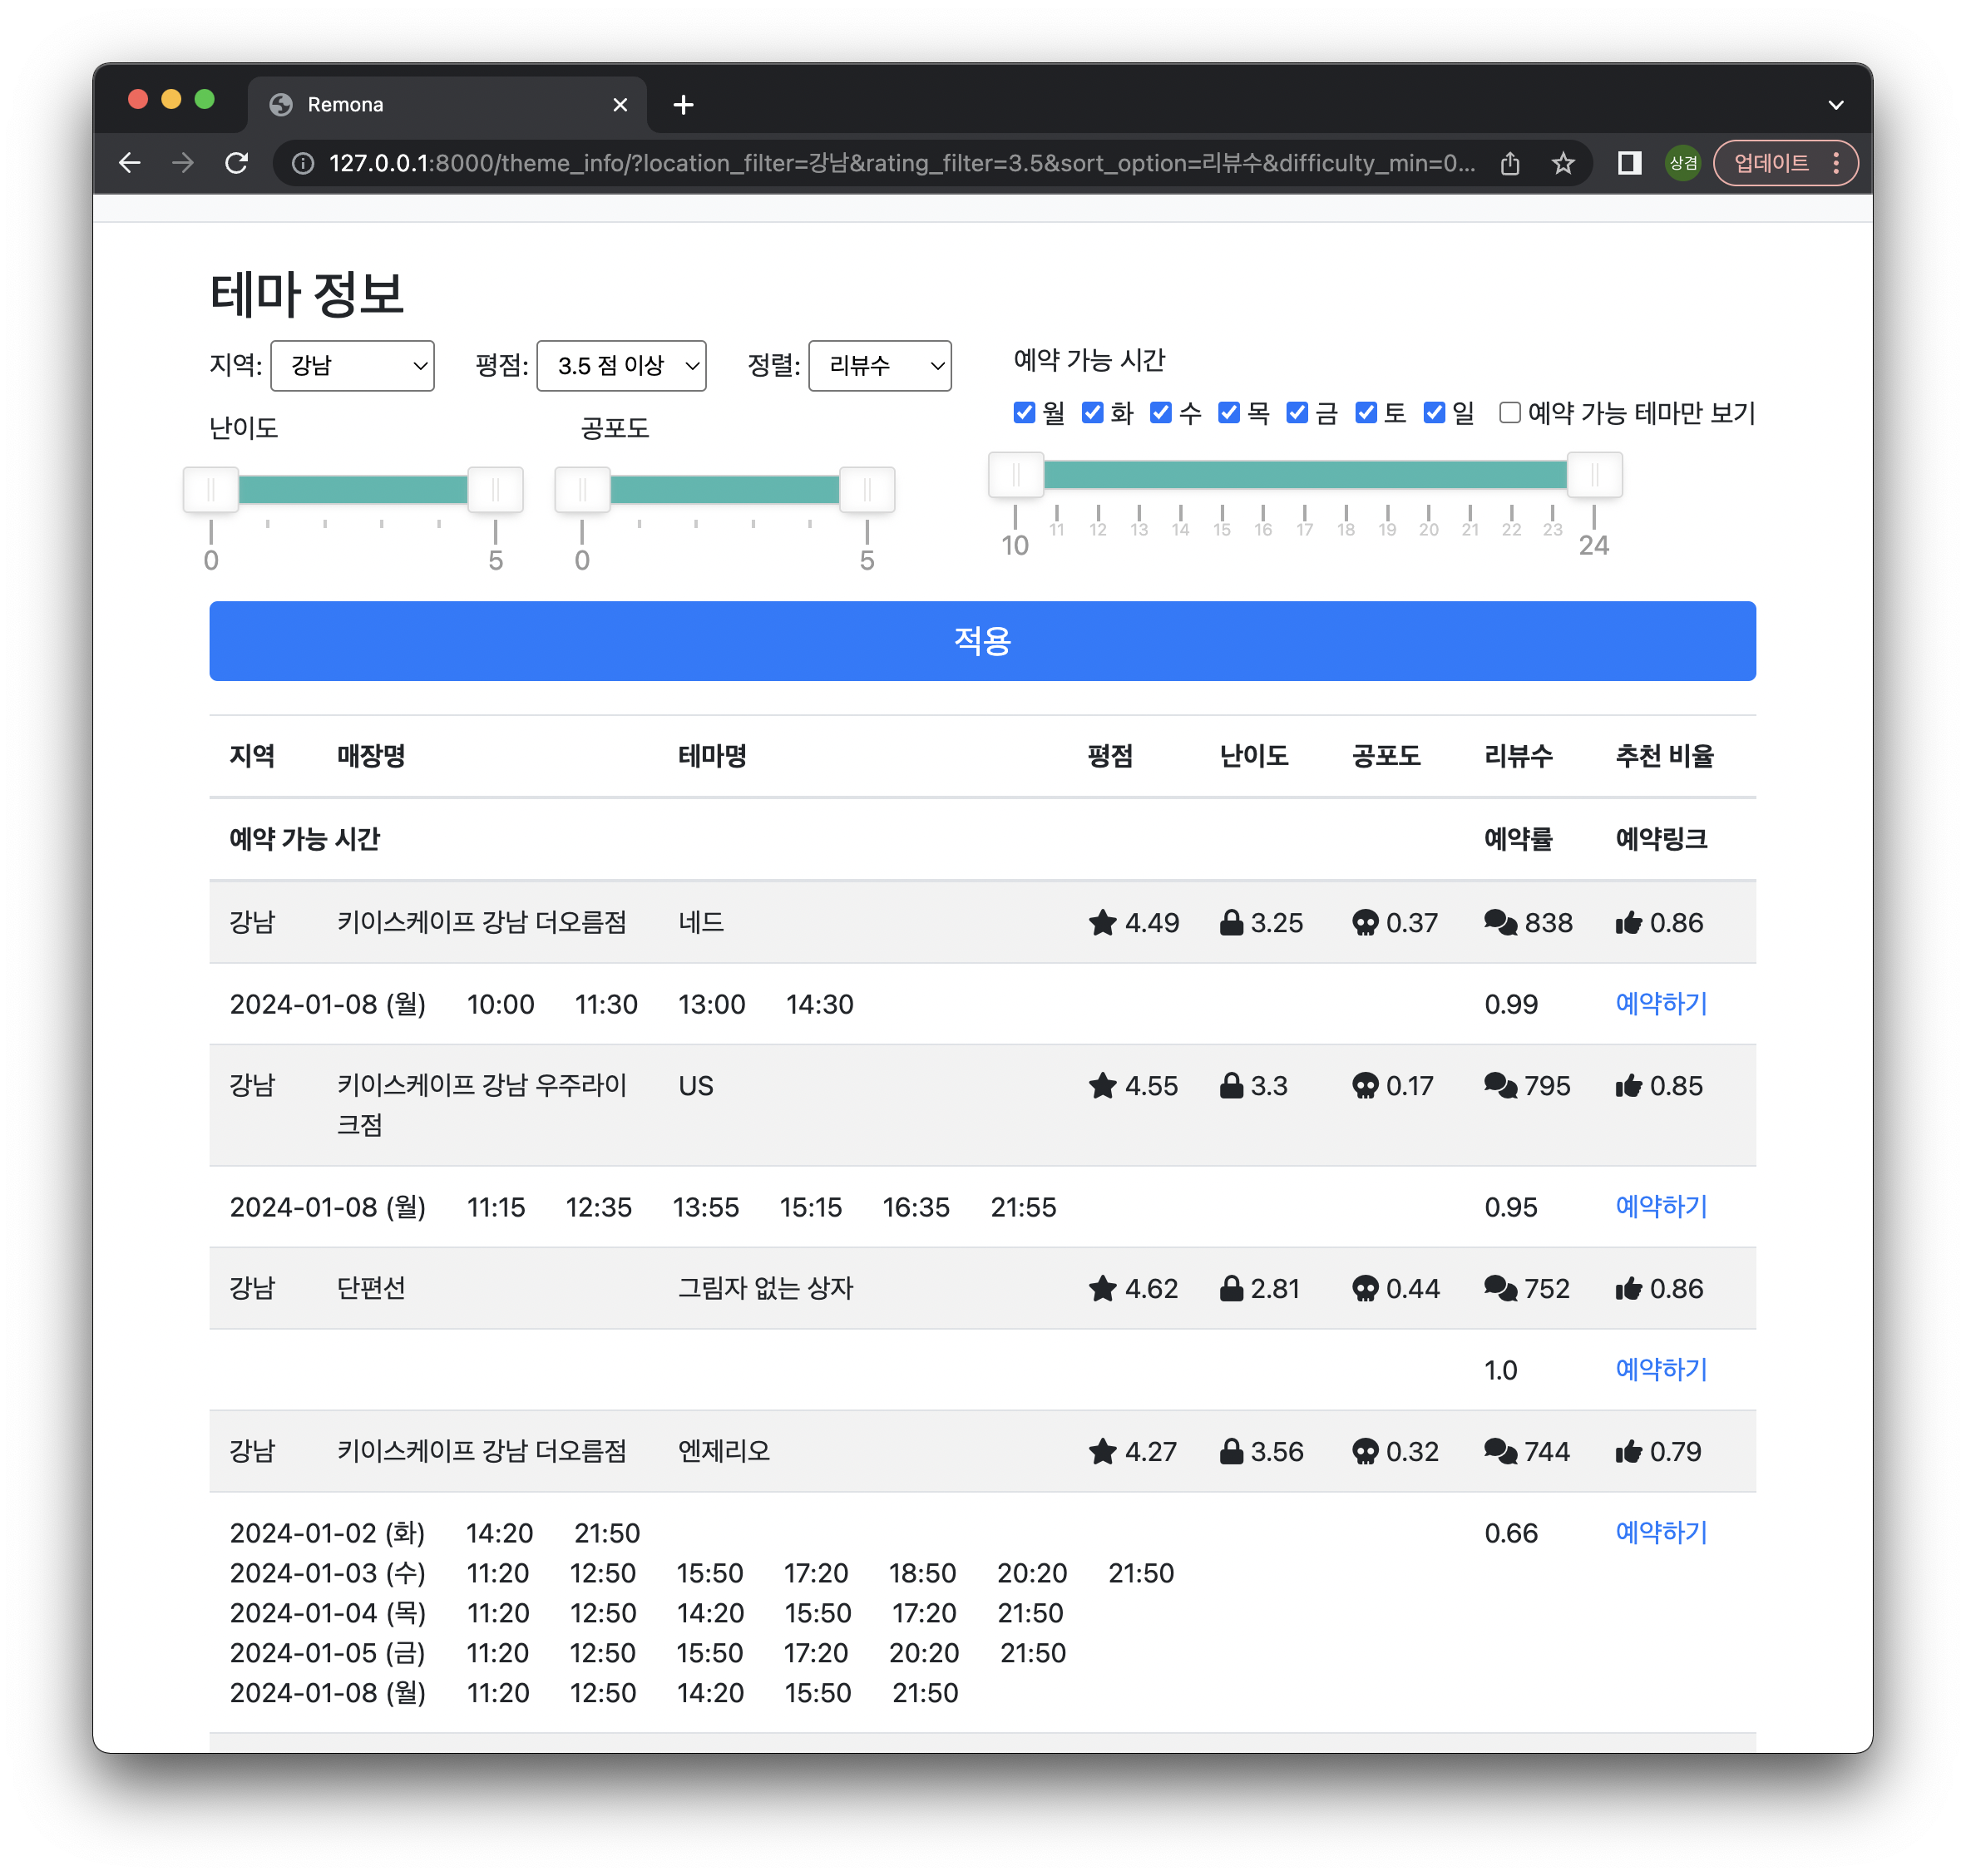 Remona
127.0.0.1:8000/theme_info/?location_filter=강남&rating_filter=3.5&sort_option=리뷰수&difficulty_min=0...
상겸
업데이트
테마 정보
지역: 강남 평점: 3.5 점 이상 정렬: 리뷰수 예약 가능 시간
월 화 수 목 금 토 일 예약 가능 테마만 보기
난이도 공포도
0 5 0 5
10 11 12 13 14 15 16 17 18 19 20 21 22 23 24
적용
지역 매장명 테마명 평점 난이도 공포도 리뷰수 추천 비율
예약 가능 시간 예약률 예약링크
강남 키이스케이프 강남 더오름점 네드 4.49 3.25 0.37 838 0.86
2024-01-08 (월) 10:00 11:30 13:00 14:30 0.99 예약하기
강남 키이스케이프 강남 우주라이 US 4.55 3.3 0.17 795 0.85
크점
2024-01-08 (월) 11:15 12:35 13:55 15:15 16:35 21:55 0.95 예약하기
강남 단편선 그림자 없는 상자 4.62 2.81 0.44 752 0.86
1.0 예약하기
강남 키이스케이프 강남 더오름점 엔제리오 4.27 3.56 0.32 744 0.79
2024-01-02 (화) 14:20 21:50 0.66 예약하기
2024-01-03 (수) 11:20 12:50 15:50 17:20 18:50 20:20 21:50
2024-01-04 (목) 11:20 12:50 14:20 15:50 17:20 21:50
2024-01-05 (금) 11:20 12:50 15:50 17:20 20:20 21:50
2024-01-08 (월) 11:20 12:50 14:20 15:50 21:50